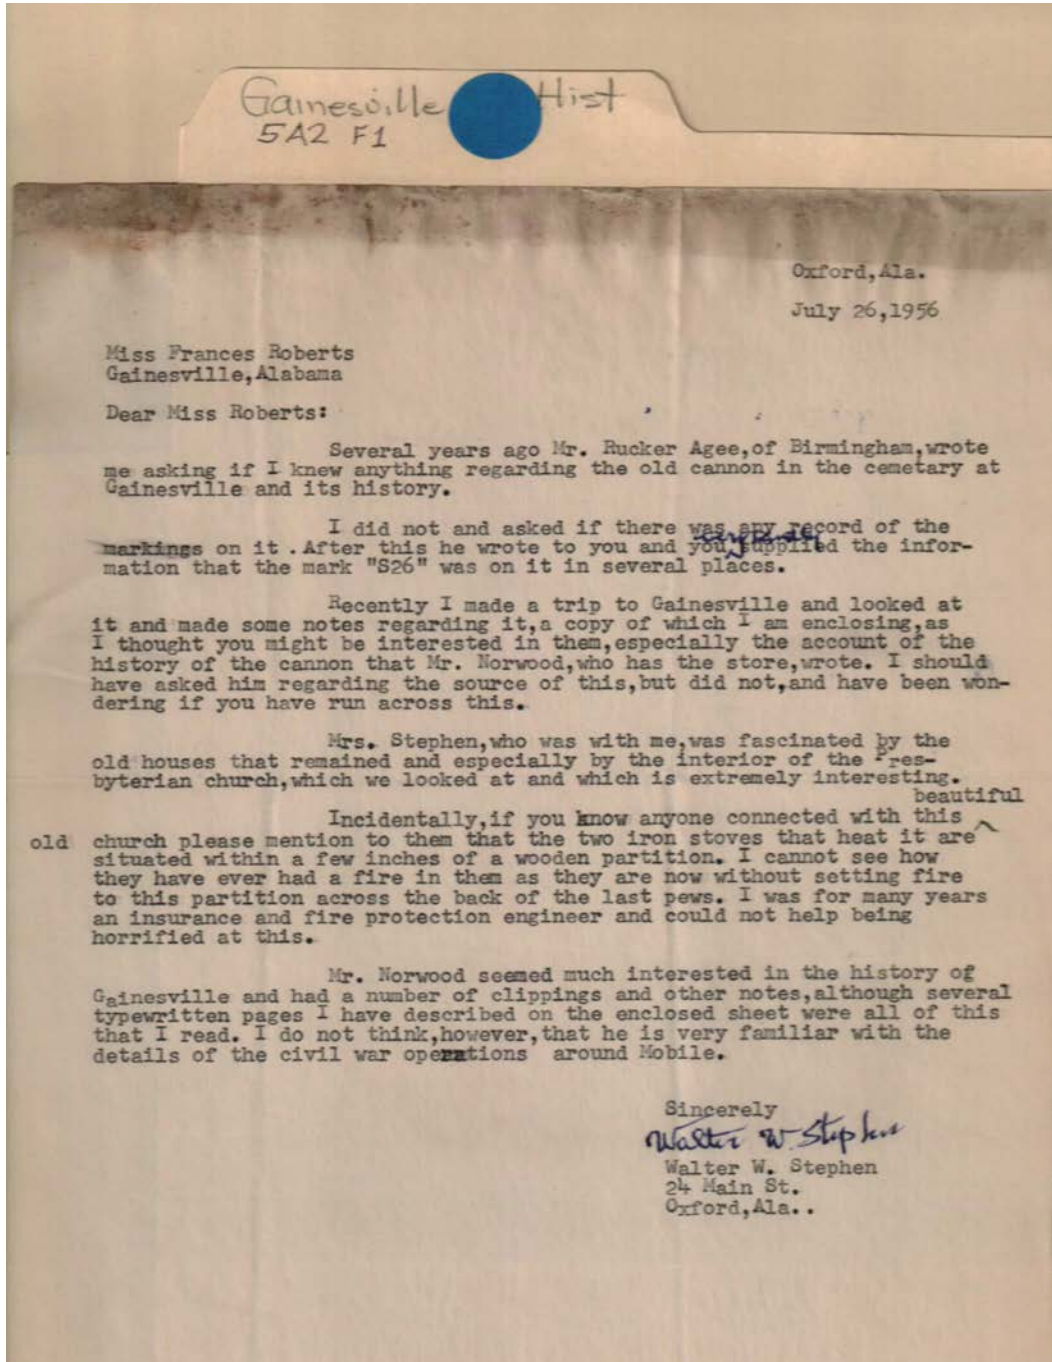 Gainesville Hist
5A2 F1
Oxford,Ala.
July 26,1956
Miss Frances Roberts
Gainesville,Alabama
Dear Miss Roberts:
Several years ago Mr. Rucker Agee,of Birmingham,wrote
me asking if I knew anything regarding the old cannon in the cemetary at
Gainesville and its history.
I did not and asked if there was any record of the
markings on it .After this he wrote to you and you supplied the infor-
mation that the mark "S26" was on it in several places.
Recently I made a trip to Gainesville and looked at
it and made some notes regarding it,a copy of which I am enclosing,as
I thought you might be interested in them,especially the account of the
history of the cannon that Mr. Norwood,who has the store,wrote. I should
have asked him regarding the source of this,but did not,and have been won-
dering if you have run across this.
Mrs. Stephen,who was with me,was fascinated by the
old houses that remained and especially by the interior of the Pres-
byterian church,which we looked at and which is extremely interesting.
beautiful
Incidentally,if you know anyone connected with this
old church please mention to them that the two iron stoves that heat it are
situated within a few inches of a wooden partition. I cannot see how
they have ever had a fire in them as they are now without setting fire
to this partition across the back of the last pews. I was for many years
an insurance and fire protection engineer and could not help being
horrified at this.
Mr. Norwood seemed much interested in the history of
Gainesville and had a number of clippings and other notes,although several
typewritten pages I have described on the enclosed sheet were all of this
that I read. I do not think,however,that he is very familiar with the
details of the civil war operations around Mobile.
Sincerely
Walter W. Stephen
Walter W. Stephen
24 Main St.
Oxford,Ala..